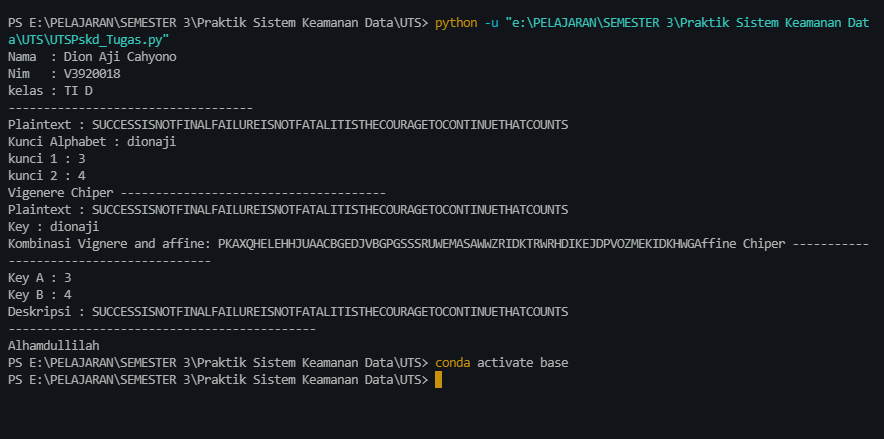 PS E:\PELAJARAN\SEMESTER 3\Praktik Sistem Keamanan Data\UTS> python -u "e:\PELAJARAN\SEMESTER 3\Praktik Sistem Keamanan Dat
a\UTS\UTSPskd_Tugas.py"
Nama  : Dion Aji Cahyono
Nim   : V3920018
kelas : TI D
-----------------------------------
Plaintext : SUCCESSISNOTFINALFAILUREISNOTFATALITISTHECOURAGETOCONTINUETHATCOUNTS
Kunci Alphabet : dionaji
kunci 1 : 3
kunci 2 : 4
Vigenere Chiper --------------------------------------
Plaintext : SUCCESSISNOTFINALFAILUREISNOTFATALITISTHECOURAGETOCONTINUETHATCOUNTS
Key : dionaji
Kombinasi Vignere and affine: PKAXQHELEHHJUAACBGEDJVBGPGSSSRUWEMASAWWZRIDKTRWRHDIKEJDPVOZMEKIDKHWGAffine Chiper -----------
-----------------------------
Key A : 3
Key B : 4
Deskripsi : SUCCESSISNOTFINALFAILUREISNOTFATALITISTHECOURAGETOCONTINUETHATCOUNTS
--------------------------------------------
Alhamdullilah
PS E:\PELAJARAN\SEMESTER 3\Praktik Sistem Keamanan Data\UTS> conda activate base
PS E:\PELAJARAN\SEMESTER 3\Praktik Sistem Keamanan Data\UTS>